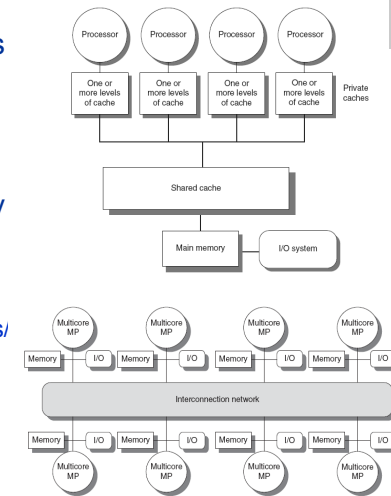 Processor Processor Processor Processor
One or One or One or One or
more levels more levels more levels more levels
of cache of cache of cache of cache
Private
caches
Shared cache
Main memory I/O system
Multicore Multicore Multicore Multicore
MP MP MP MP
Memory I/O Memory I/O Memory I/O Memory I/O
Interconnection network
Memory I/O Memory I/O Memory I/O Memory I/O
Multicore Multicore Multicore Multicore
MP MP MP MP